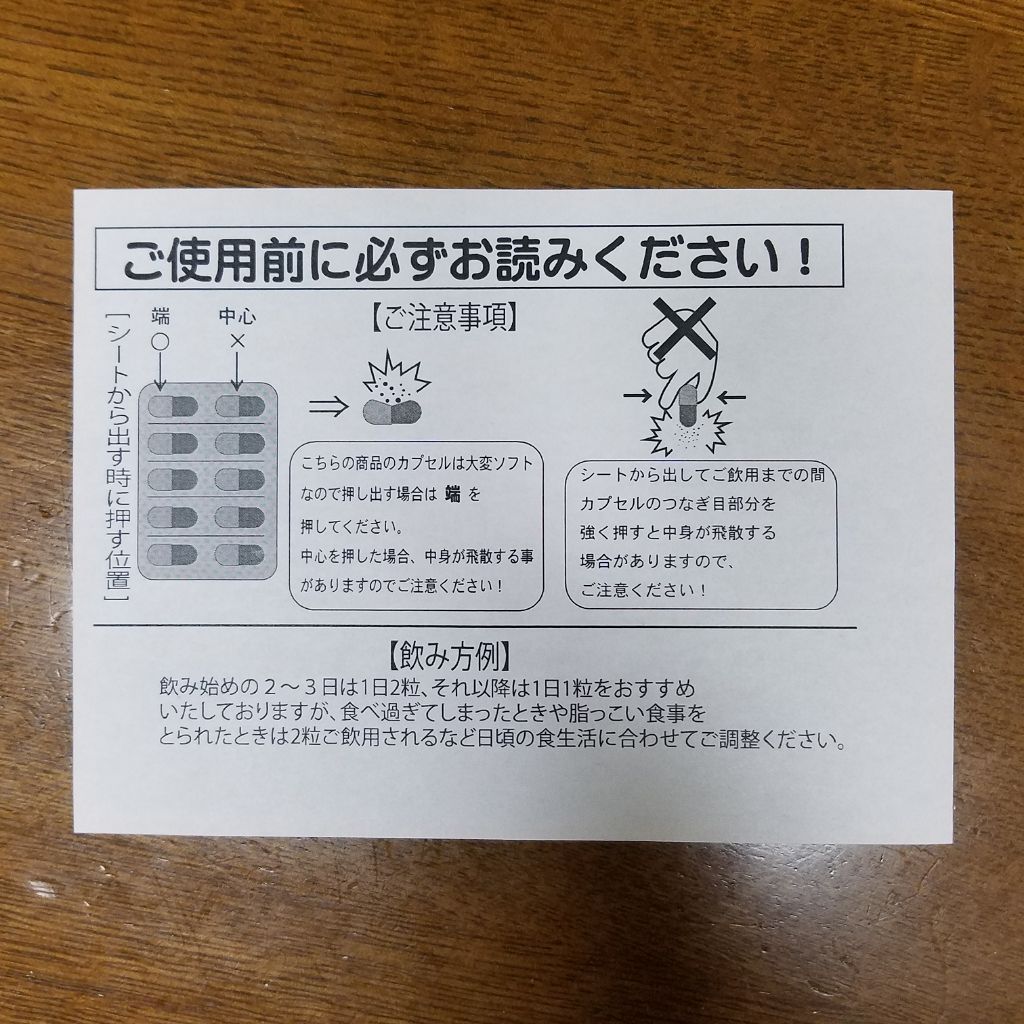 ご使用前に必ずお読みください！
［シートから出す時に押す位置］
端
○
中心
×
【ご注意事項】
こちらの商品のカプセルは大変ソフト
なので押し出す場合は 端 を
押してください。
中心を押した場合、中身が飛散する事
がありますのでご注意ください！
シートから出してご飲用までの間
カプセルのつなぎ目部分を
強く押すと中身が飛散する
場合がありますので、
ご注意ください！
【飲み方例】
飲み始めの２～３日は1日2粒、それ以降は1日1粒をおすすめ
いたしておりますが、食べ過ぎてしまったときや脂っこい食事を
とられたときは2粒ご飲用されるなど日頃の食生活に合わせてご調整ください。